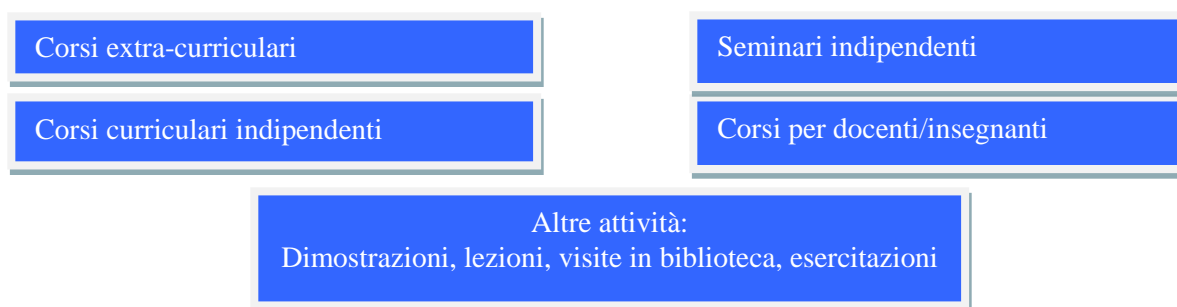 Corsi extra-curriculari
Seminari indipendenti
Corsi curriculari indipendenti
Corsi per docenti/insegnanti
Altre attività:
Dimostrazioni, lezioni, visite in biblioteca, esercitazioni